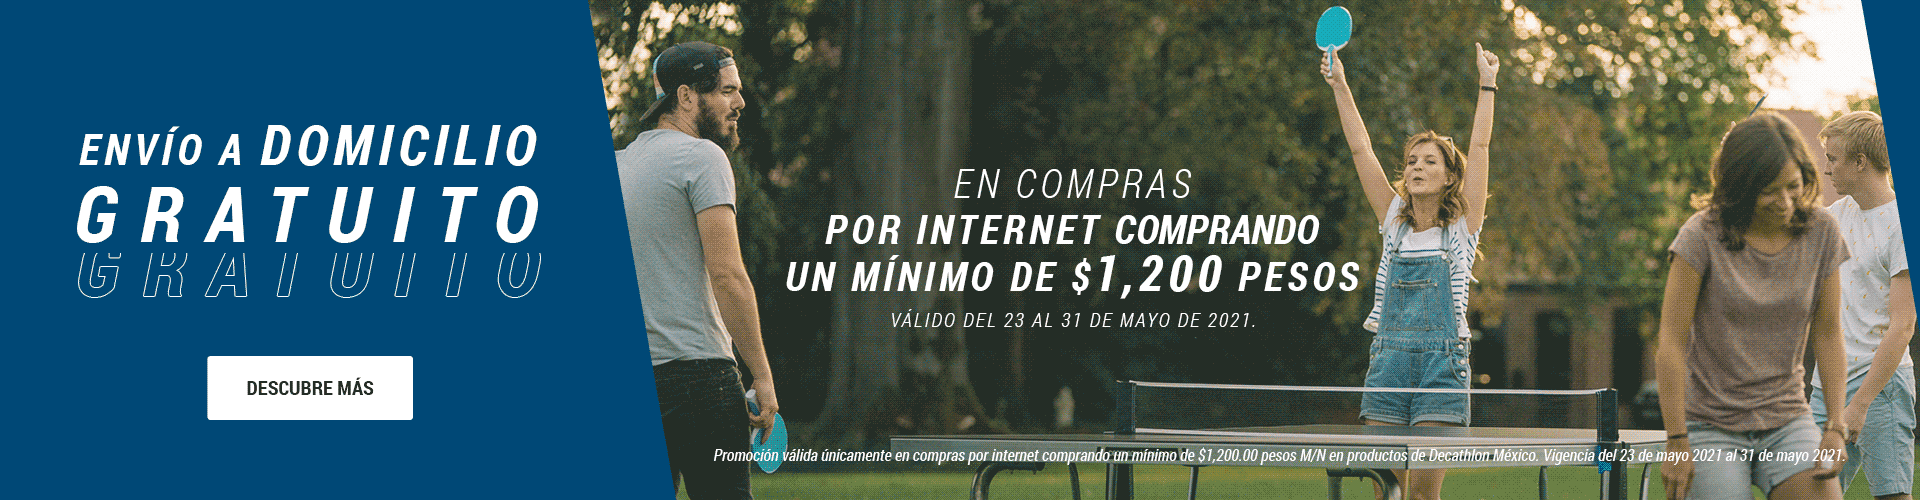 ENVÍO A DOMICILIO
GRATUITO
GRATUITO
DESCUBRE MÁS
EN COMPRAS
POR INTERNET COMPRANDO
UN MÍNIMO DE $1,200 PESOS
VÁLIDO DEL 23 AL 31 DE MAYO DE 2021.
Promoción válida únicamente en compras por internet comprando un mínimo de $1,200.00 pesos M/N en productos de Decathlon México. Vigencia del 23 de mayo 2021 al 31 de mayo 2021.